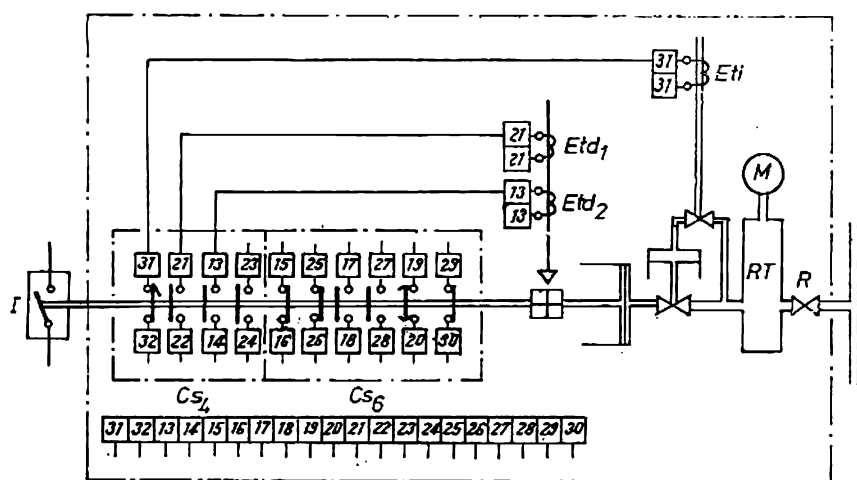 31
31
Eti
21
21
Etd1
13
13
Etd2
M
31 21 13 23 15 25 17 27 19 29
RT
R
I
32 22 14 24 16 26 18 28 20 30
Cs4
Cs6
31 32 13 14 15 16 17 18 19 20 21 22 23 24 25 26 27 28 29 30